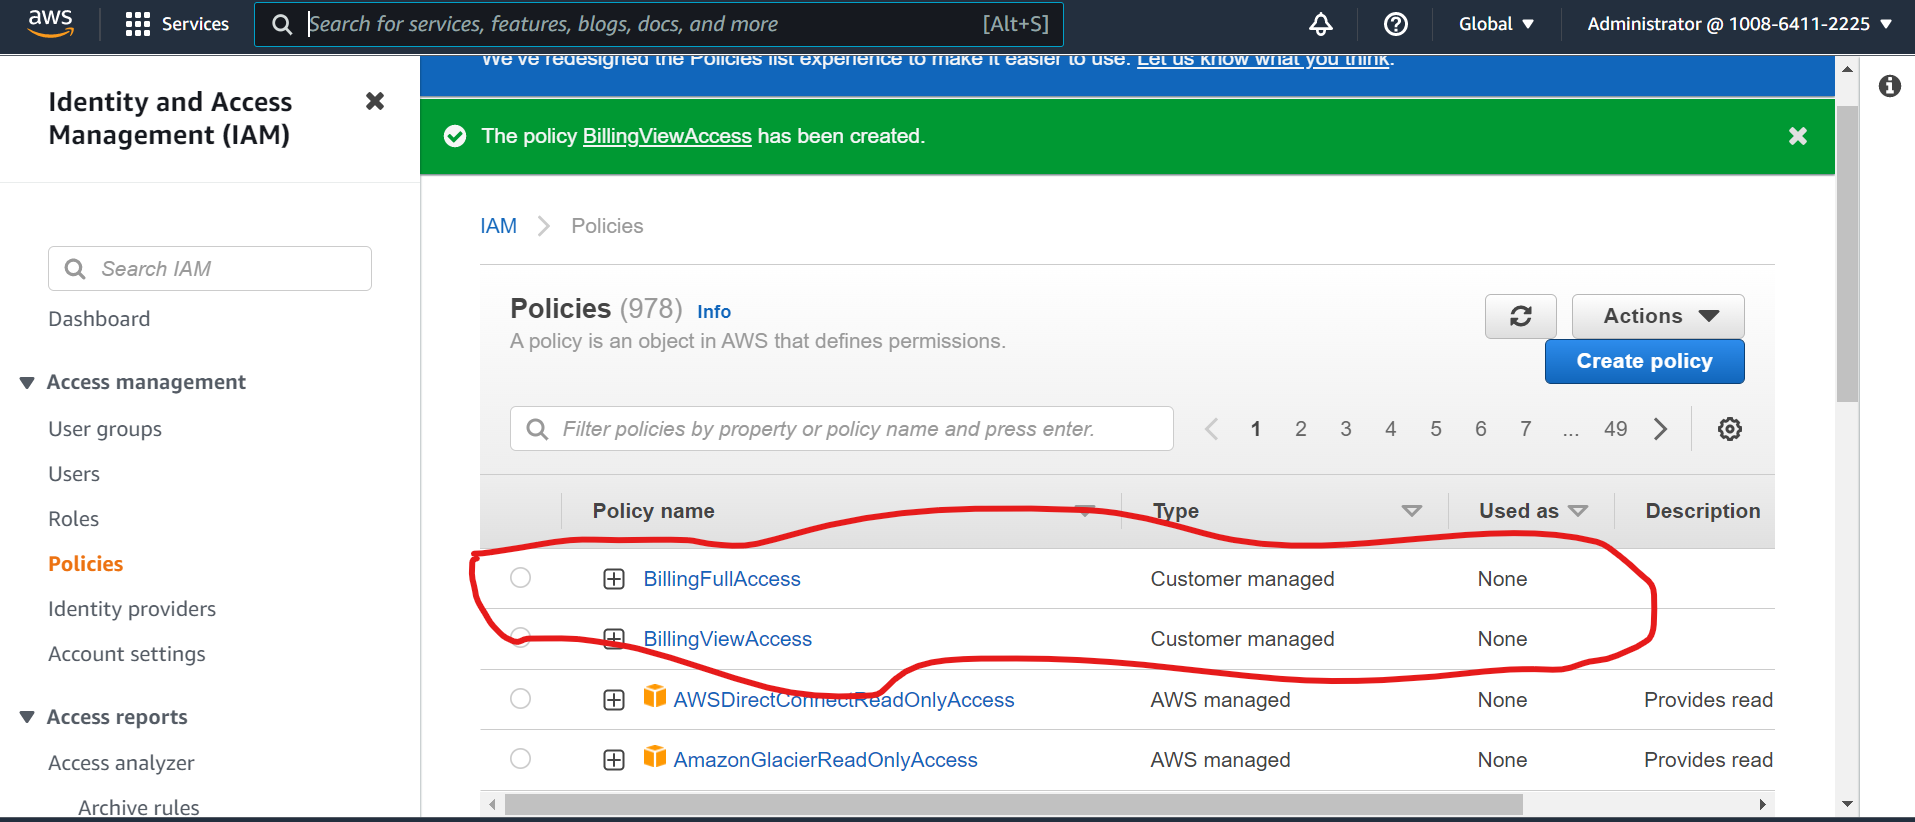 aws Services Search for services, features, blogs, docs, and more [Alt+S] Global Administrator @ 1008-6411-2225
We've redesigned the Policies list experience to make it easier to use. Let us know what you think.
Identity and Access
Management (IAM)
The policy BillingViewAccess has been created.
Search IAM
Dashboard
Access management
User groups
Users
Roles
Policies
Identity providers
Account settings
Access reports
Access analyzer
Archive rules
IAM Policies
Policies (978) Info
A policy is an object in AWS that defines permissions.
Actions
Create policy
Filter policies by property or policy name and press enter. 1 2 3 4 5 6 7 ... 49
Policy name Type Used as Description
BillingFullAccess Customer managed None
BillingViewAccess Customer managed None
AWSDirectConnectReadOnlyAccess AWS managed None Provides read
AmazonGlacierReadOnlyAccess AWS managed None Provides read